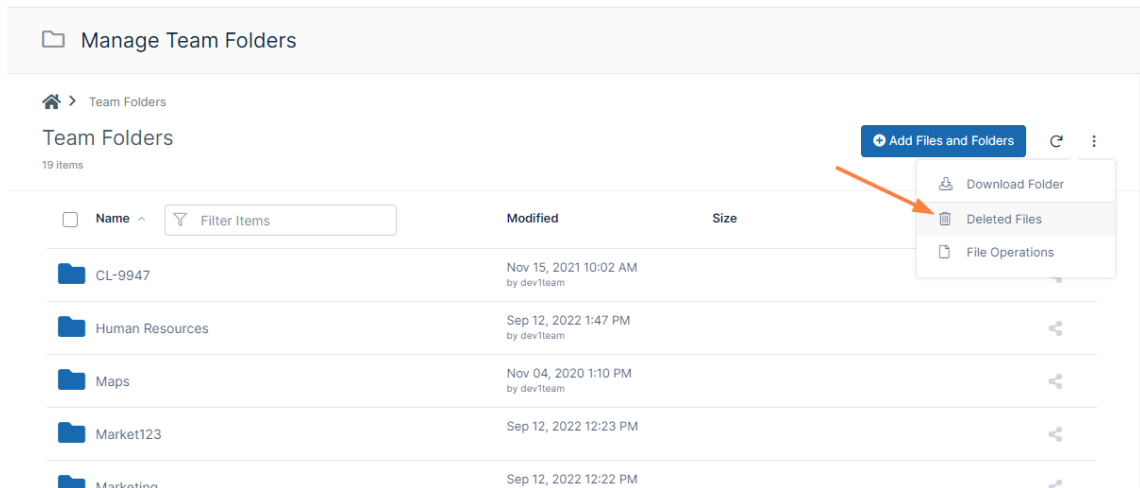 Manage Team Folders
Team Folders
Team Folders
19 items
Add Files and Folders
Download Folder
Deleted Files
File Operations
Name
Filter Items
Modified
Size
CL-9947
Nov 15, 2021 10:02 AM
by dev1team
Human Resources
Sep 12, 2022 1:47 PM
by dev1team
Maps
Nov 04, 2020 1:10 PM
by dev1team
Market123
Sep 12, 2022 12:23 PM
Marketing
Sep 12, 2022 12:22 PM